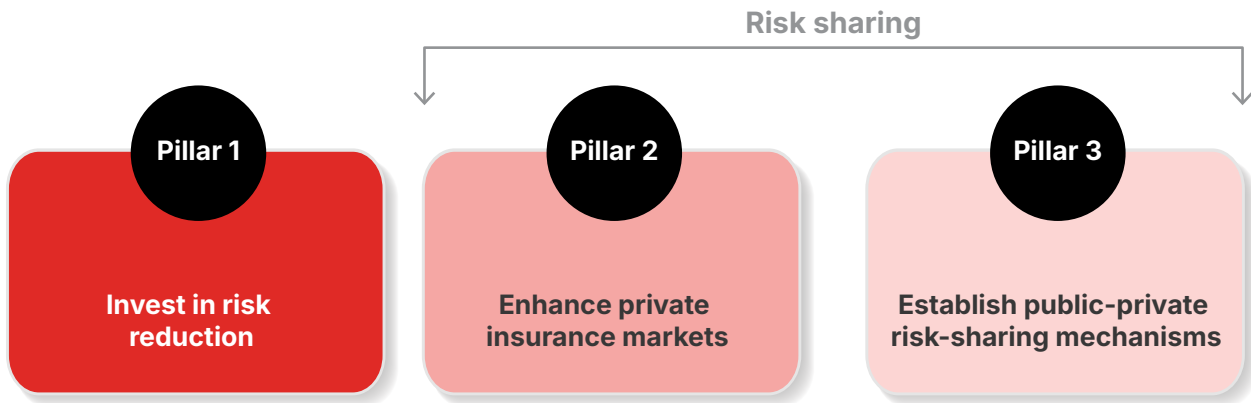 Risk sharing
Pillar 1
Pillar 2
Pillar 3
Invest in risk
reduction
Enhance private
insurance markets
Establish public-private
risk-sharing mechanisms